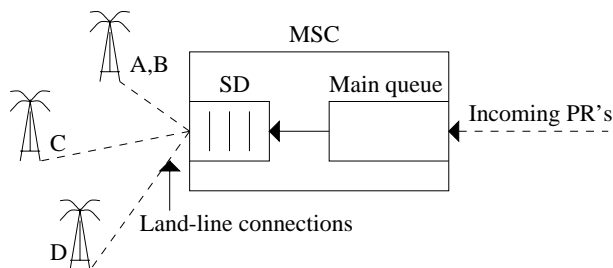 MSC
A,B
SD
Main queue
Incoming PR's
C
D
Land-line connections